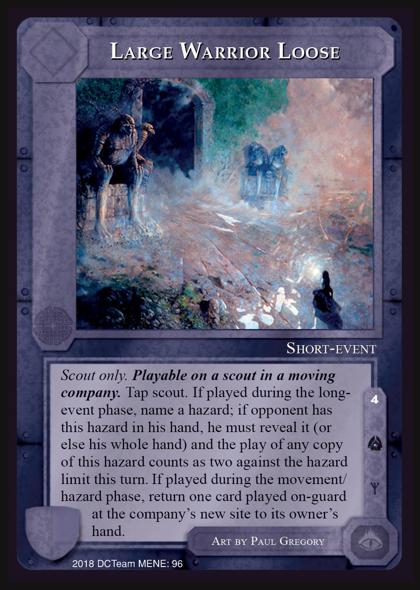 Large Warrior Loose
Short-event
Scout only. Playable on a scout in a moving
company. Tap scout. If played during the long-
event phase, name a hazard; if opponent has
this hazard in his hand, he must reveal it (or
else his whole hand) and the play of any copy
of this hazard counts as two against the hazard
limit this turn. If played during the movement/
hazard phase, return one card played on-guard
at the company's new site to its owner's
hand.
4
Art by Paul Gregory
2018 DCTeam MENE: 96